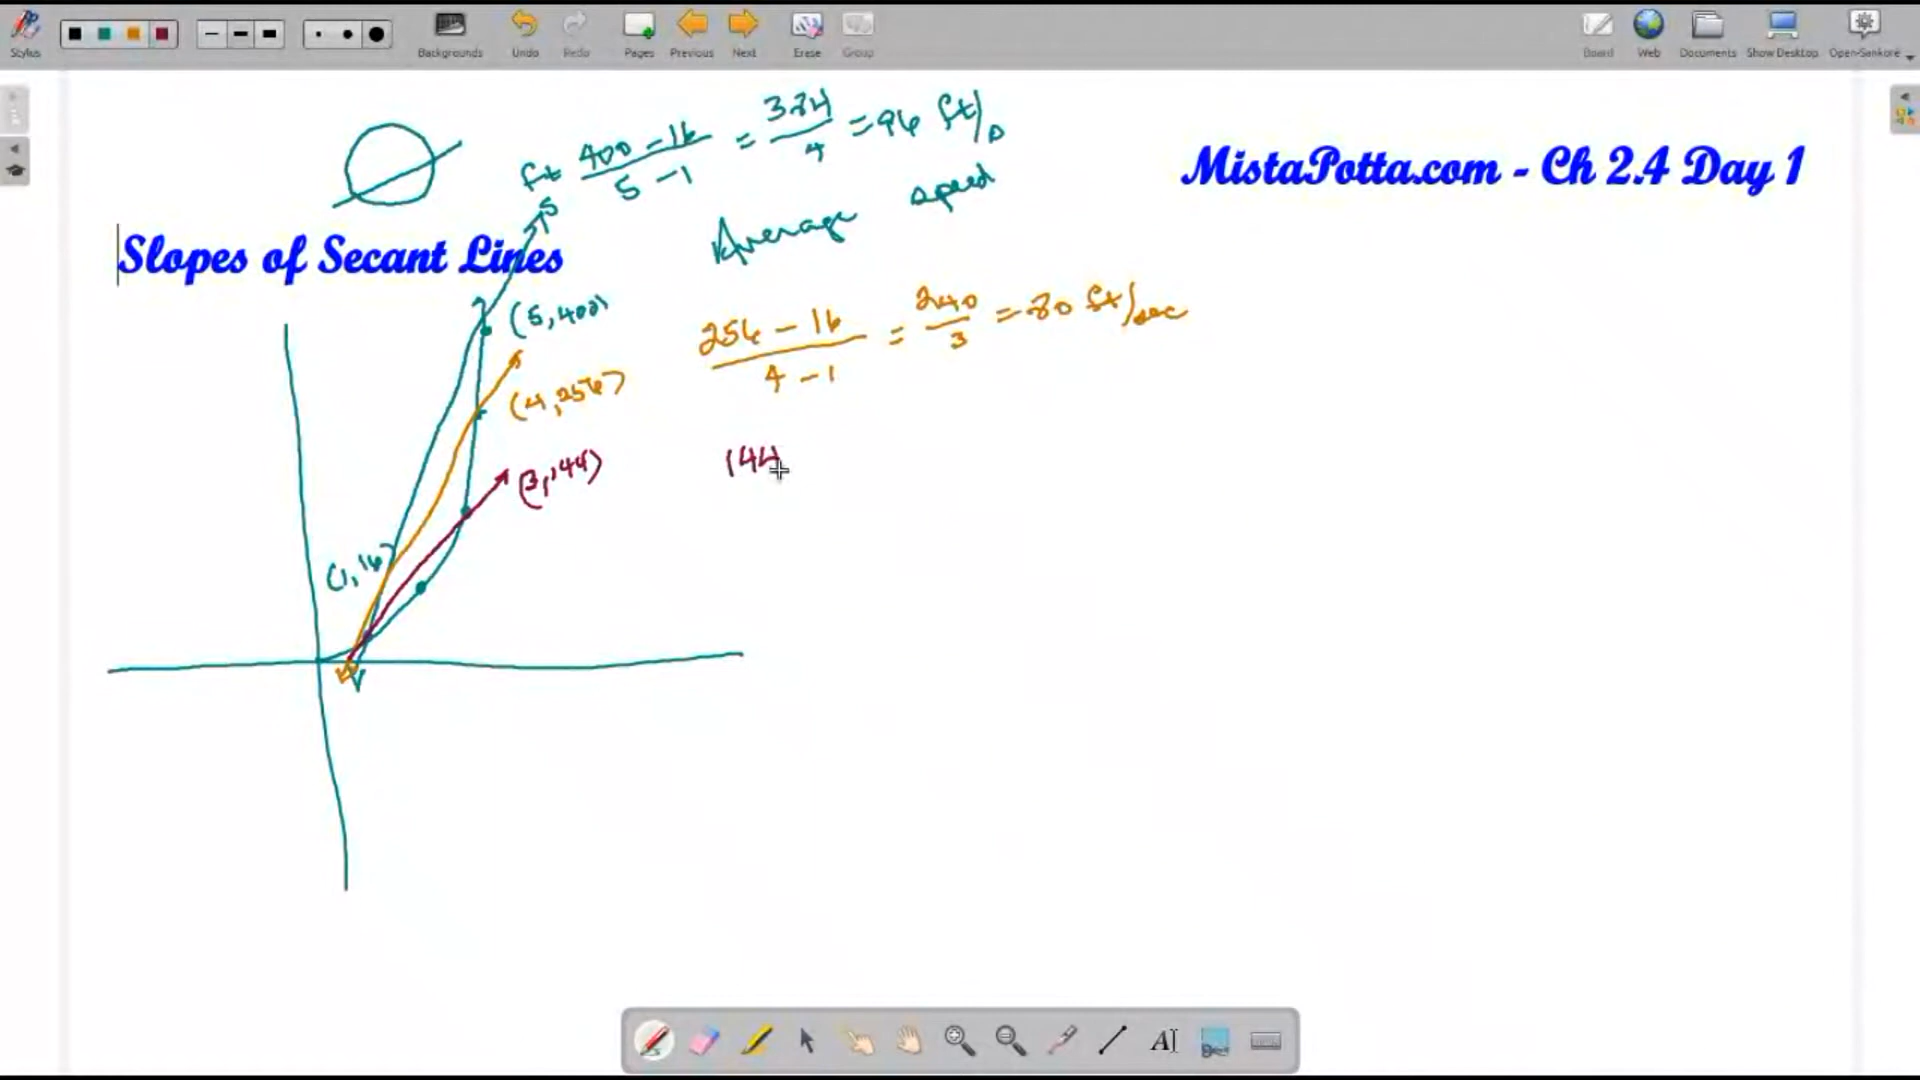 Stylus
Backgrounds
Undo
Redo
Pages
Previous
Next
Erase
Group
Board
Web
Documents
Show Desktop
Open-Sankoré
MistaPotta.com - Ch 2.4 Day 1
ft/s 400 - 16 / 5 - 1 = 384 / 4 = 96 ft/s
Average speed
Slopes of Secant Lines
(5,400)
256 - 16 / 4 - 1 = 240 / 3 = 80 ft/sec
(4,256)
(3,144)
144
(1,16)
AI